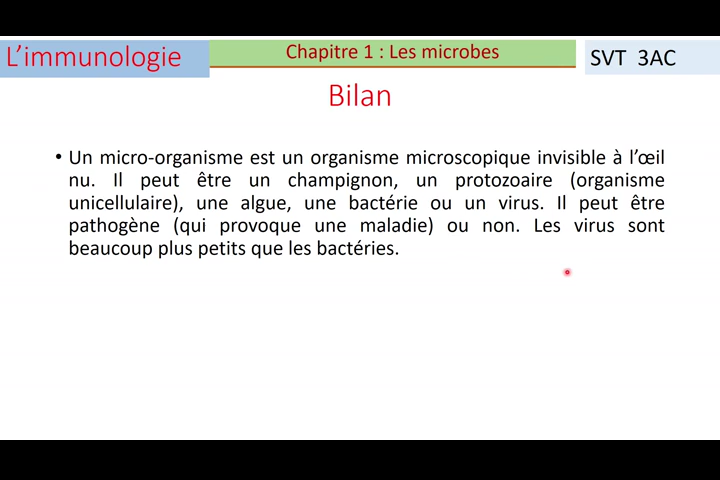 L’immunologie
Chapitre 1 : Les microbes
SVT 3AC
Bilan
• Un micro-organisme est un organisme microscopique invisible à l’œil
nu. Il peut être un champignon, un protozoaire (organisme
unicellulaire), une algue, une bactérie ou un virus. Il peut être
pathogène (qui provoque une maladie) ou non. Les virus sont
beaucoup plus petits que les bactéries.